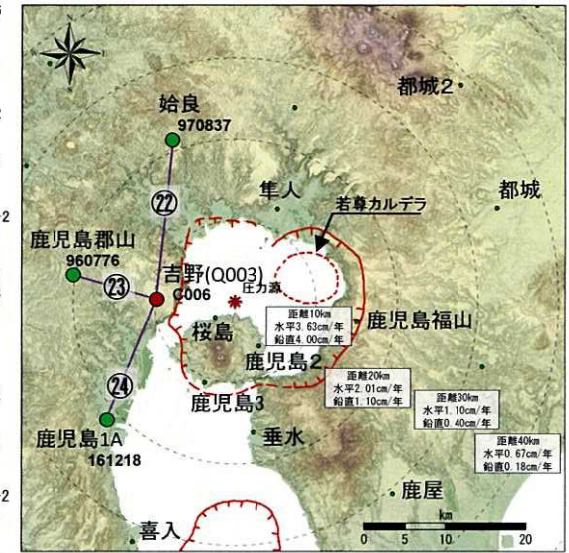 N
E
S
W
都城2
姶良
970837
㉒
隼人
都城
若尊カルデラ
鹿児島郡山
960776
㉓
吉野(Q003)
C006
圧力源
距離10km
水平3.63cm/年
鉛直4.00cm/年
鹿児島福山
桜島
鹿児島2
㉔
距離20km
水平2.01cm/年
鉛直1.10cm/年
鹿児島3
距離30km
水平1.10cm/年
鉛直0.40cm/年
鹿児島1A
161218
垂水
距離40km
水平0.67cm/年
鉛直0.18cm/年
鹿屋
喜入
km
0 5 10 20